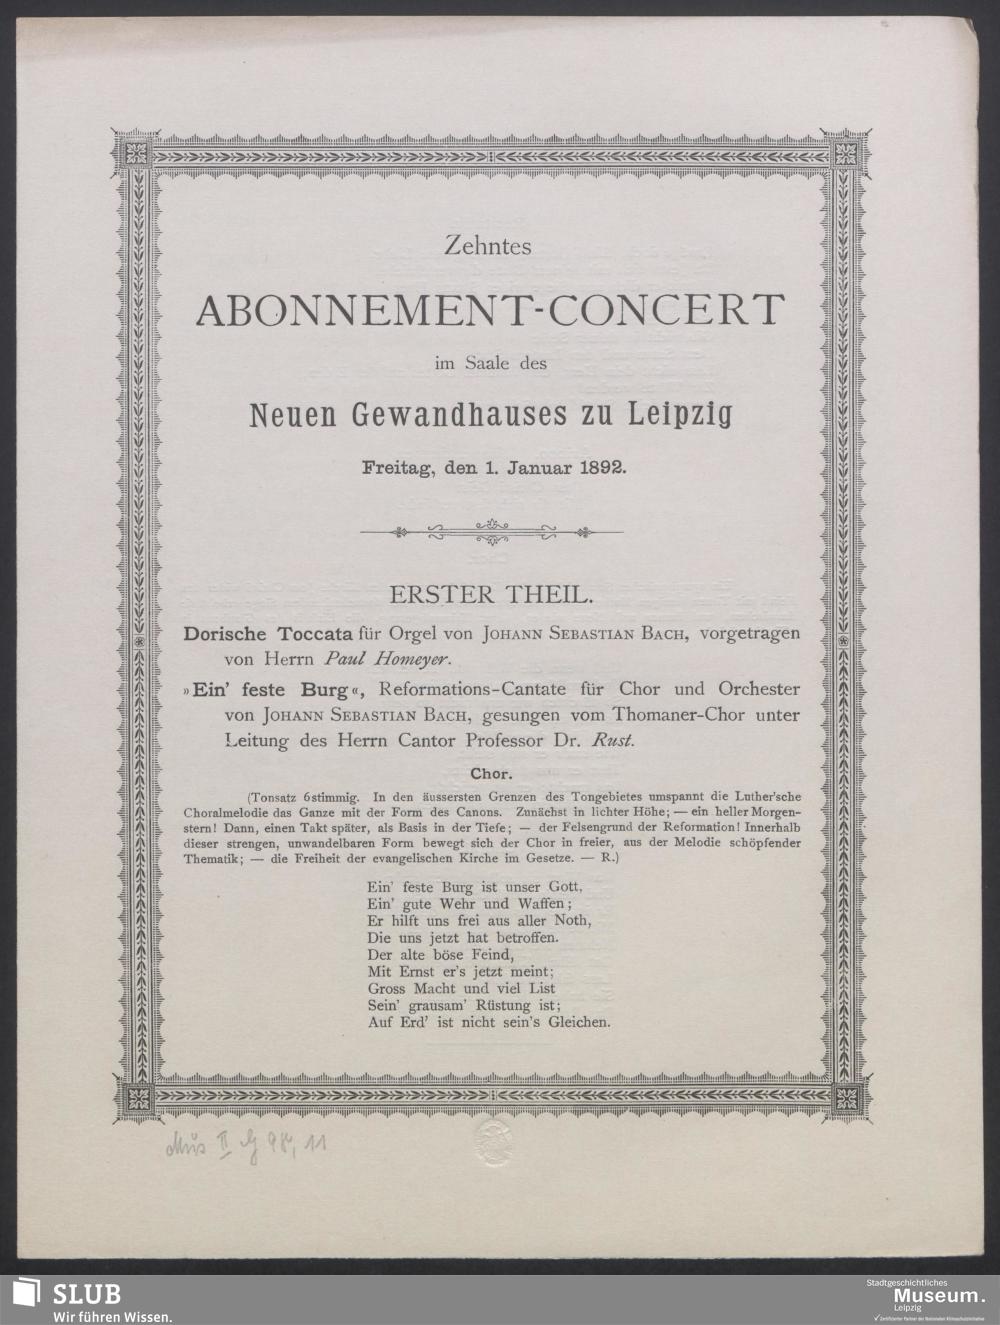 Zehntes
ABONNEMENT-CONCERT
im Saale des
Neuen Gewandhauses zu Leipzig
Freitag, den 1. Januar 1892.
ERSTER THEIL.
Dorische Toccata für Orgel von JOHANN SEBASTIAN BACH, vorgetragen
von Herrn Paul Homeyer.
»Ein' feste Burg«, Reformations-Cantate für Chor und Orchester
von JOHANN SEBASTIAN BACH, gesungen vom Thomaner-Chor unter
Leitung des Herrn Cantor Professor Dr. Rust.
Chor.
(Tonsatz 6stimmig. In den äussersten Grenzen des Tongebietes umspannt die Luther'sche
Choralmelodie das Ganze mit der Form des Canons. Zunächst in lichter Höhe; — ein heller Morgen-
stern! Dann, einen Takt später, als Basis in der Tiefe; — der Felsengrund der Reformation! Innerhalb
dieser strengen, unwandelbaren Form bewegt sich der Chor in freier, aus der Melodie schöpfender
Thematik; — die Freiheit der evangelischen Kirche im Gesetze. — R.)
Ein' feste Burg ist unser Gott,
Ein' gute Wehr und Waffen;
Er hilft uns frei aus aller Noth,
Die uns jetzt hat betroffen.
Der alte böse Feind,
Mit Ernst er's jetzt meint;
Gross Macht und viel List
Sein' grausam' Rüstung ist;
Auf Erd' ist nicht sein's Gleichen.
Mus II
SLUB
Wir führen Wissen.
Stadtgeschichtliches
Museum.
Leipzig
Zertifizierter Partner der Nationalen Klimaschutzinitiative